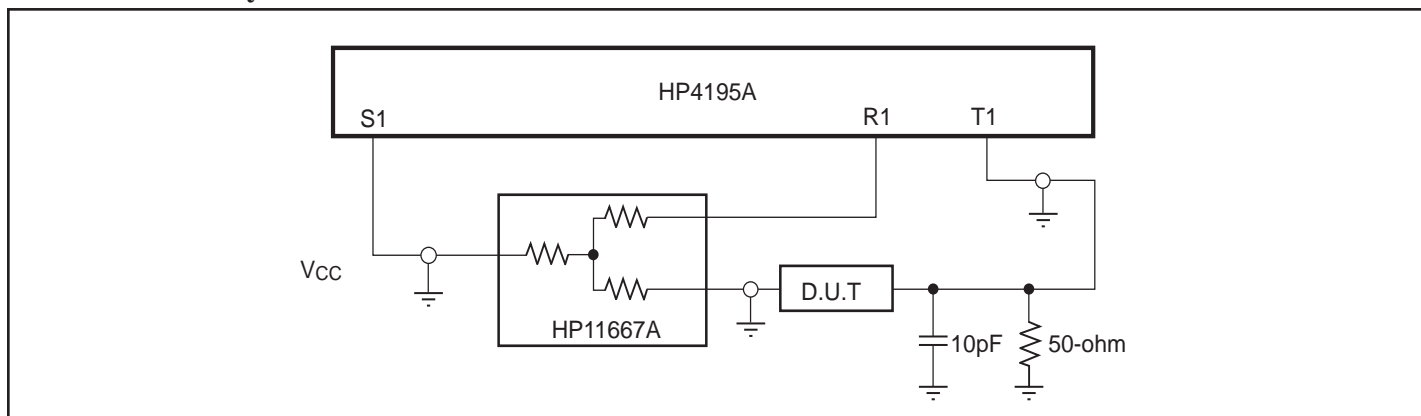 HP4195A
S1
R1
T1
VCC
D.U.T
HP11667A
10pF
50-ohm